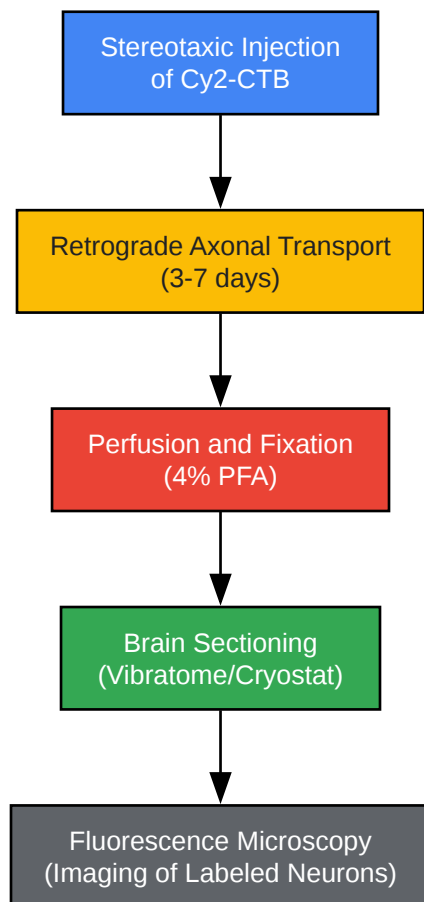 Stereotaxic Injection
of Cy2-CTB
Retrograde Axonal Transport
(3-7 days)
Perfusion and Fixation
(4% PFA)
Brain Sectioning
(Vibratome/Cryostat)
Fluorescence Microscopy
(Imaging of Labeled Neurons)